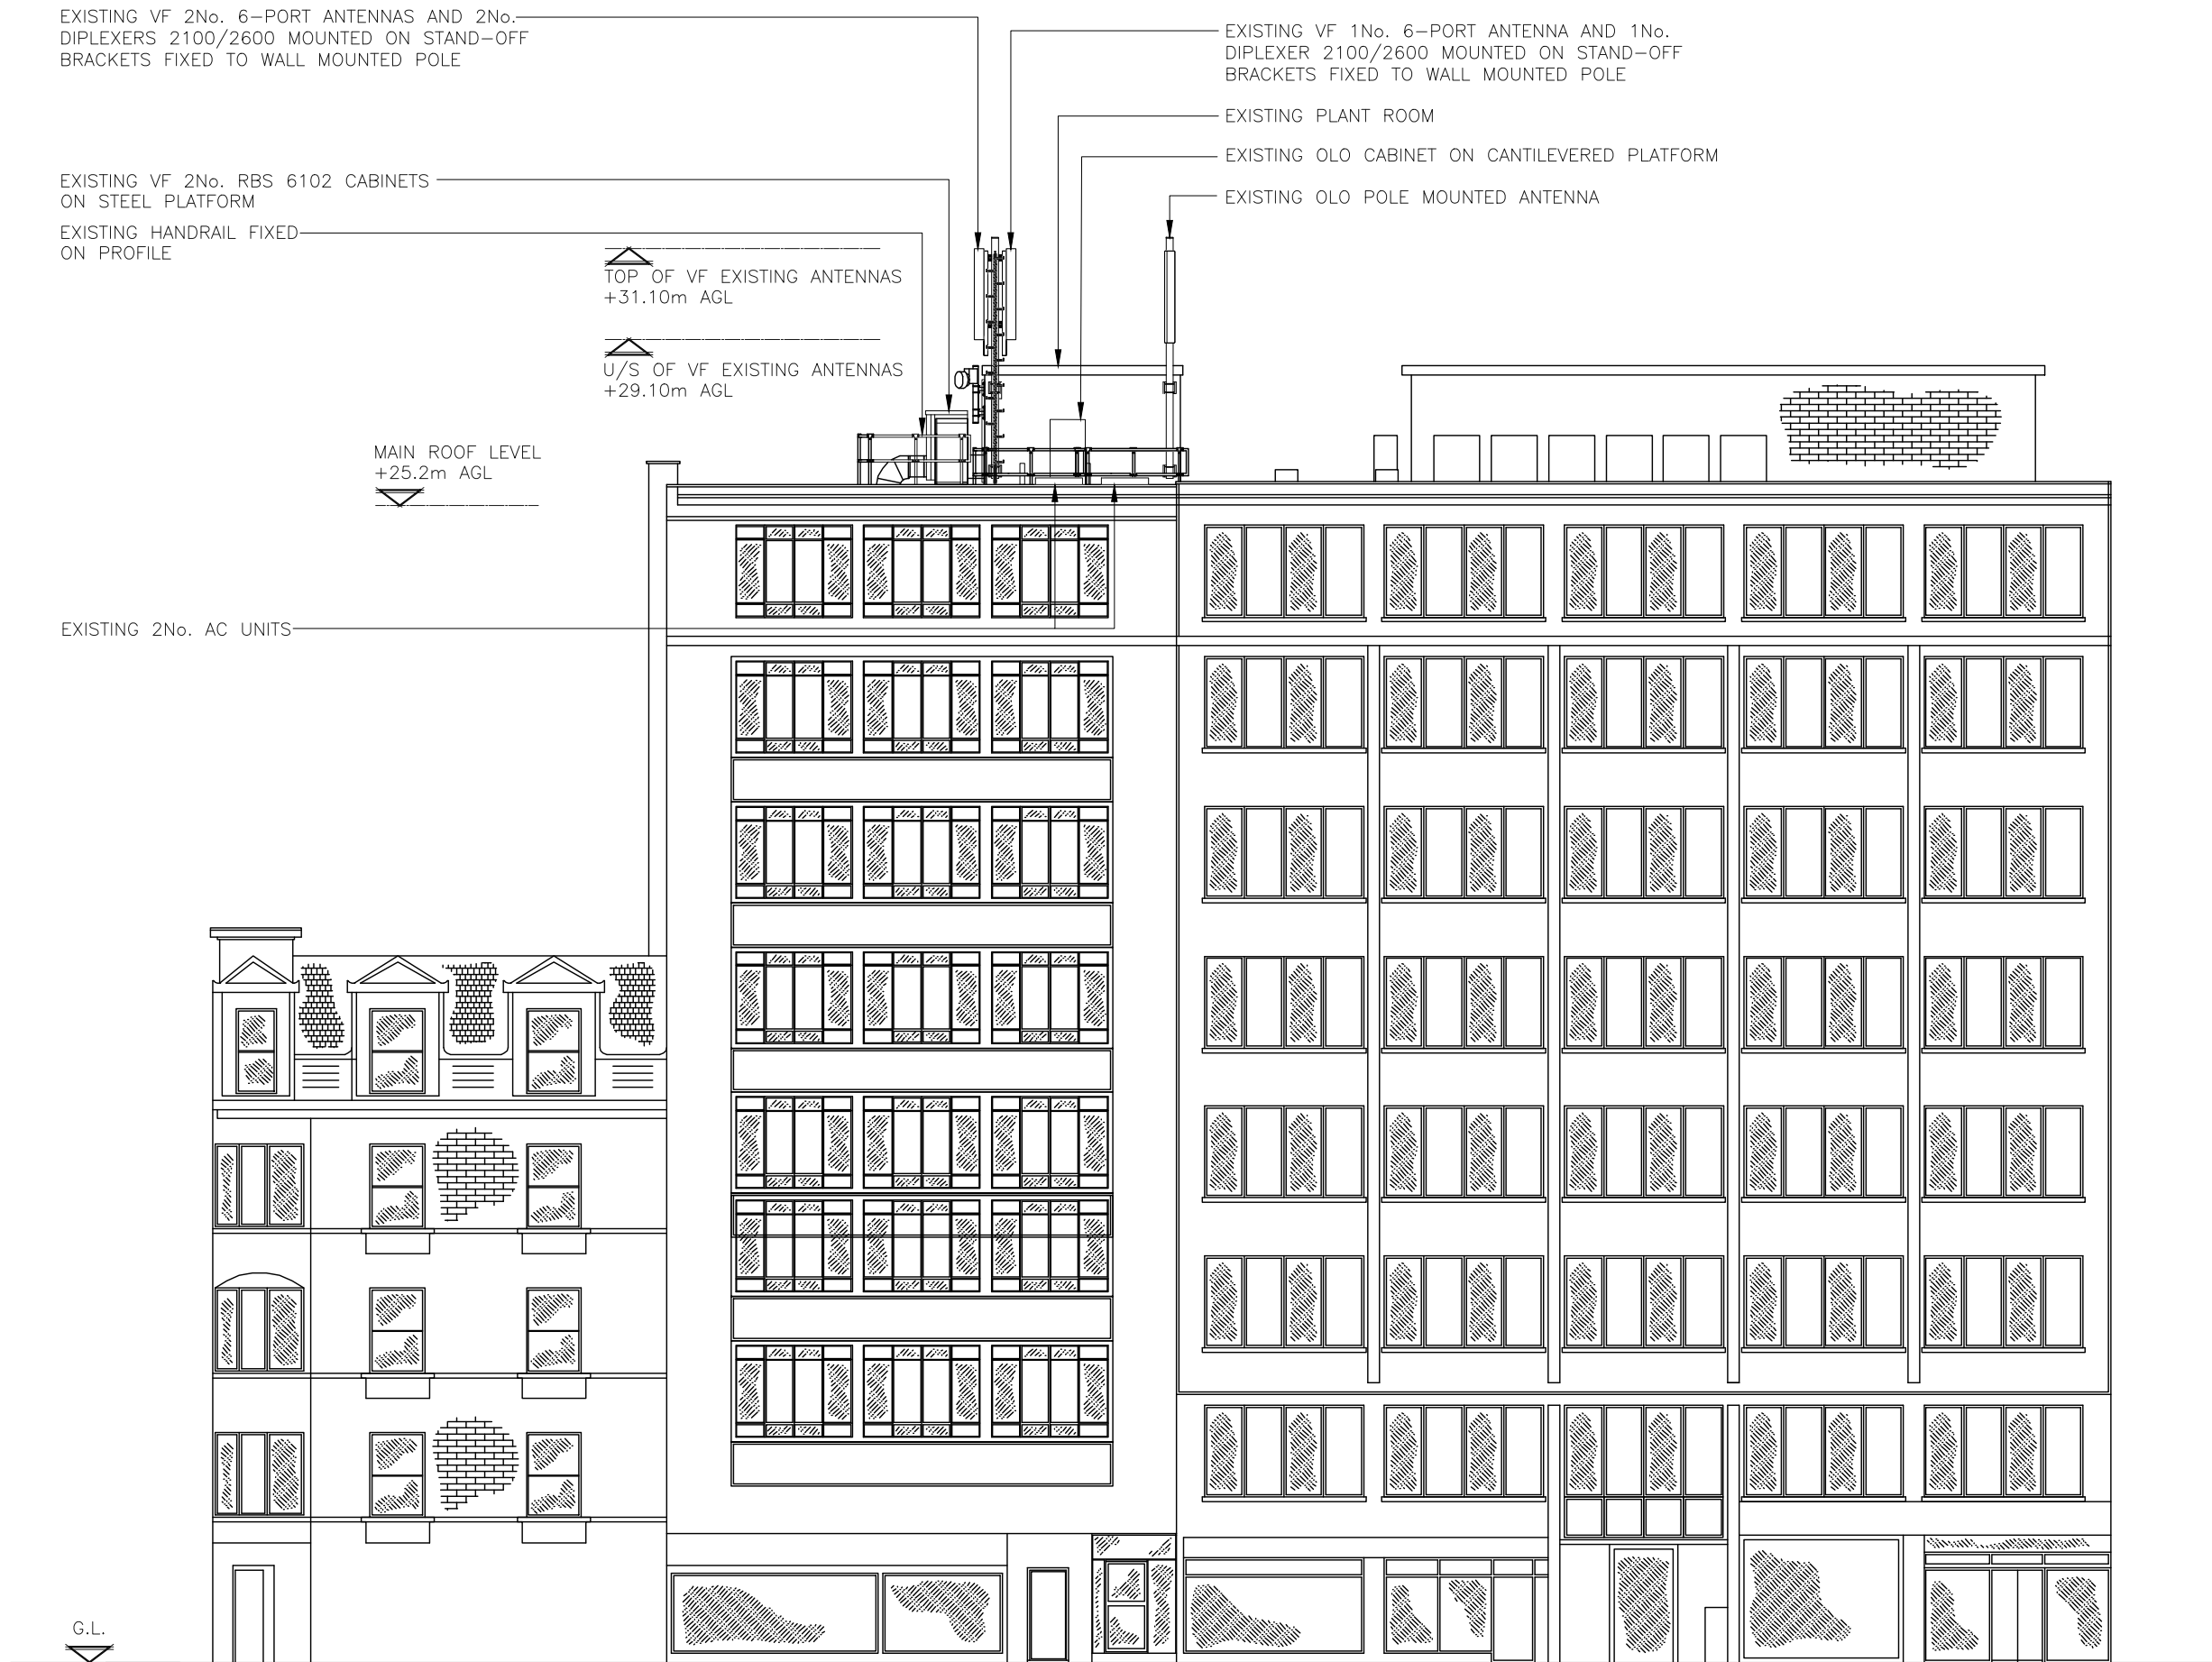 EXISTING VF 2No. 6-PORT ANTENNAS AND 2No.
DIPLEXERS 2100/2600 MOUNTED ON STAND-OFF
BRACKETS FIXED TO WALL MOUNTED POLE
EXISTING VF 1No. 6-PORT ANTENNA AND 1No.
DIPLEXER 2100/2600 MOUNTED ON STAND-OFF
BRACKETS FIXED TO WALL MOUNTED POLE
EXISTING PLANT ROOM
EXISTING OLO CABINET ON CANTILEVERED PLATFORM
EXISTING OLO POLE MOUNTED ANTENNA
EXISTING VF 2No. RBS 6102 CABINETS
ON STEEL PLATFORM
EXISTING HANDRAIL FIXED
ON PROFILE
TOP OF VF EXISTING ANTENNAS
+31.10m AGL
U/S OF VF EXISTING ANTENNAS
+29.10m AGL
MAIN ROOF LEVEL
+25.2m AGL
EXISTING 2No. AC UNITS
G.L.